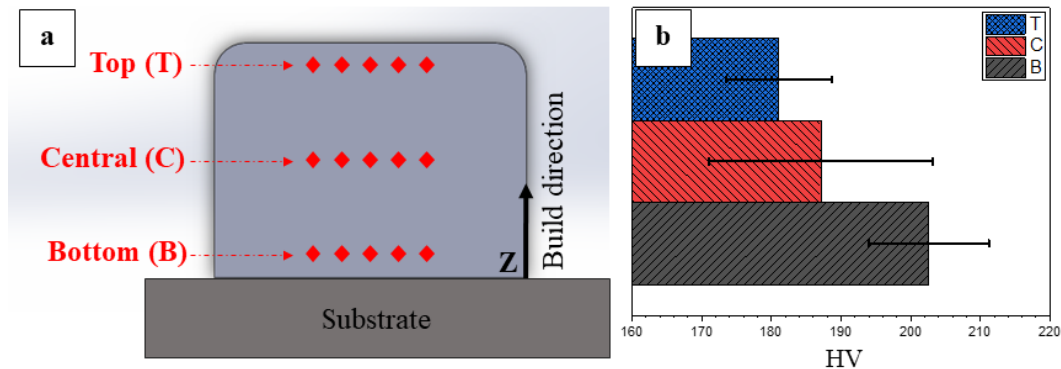 a
Top (T)
Central (C)
Bottom (B)
Build direction
Z
Substrate
b
T
C
B
160 170 180 190 200 210 220
HV